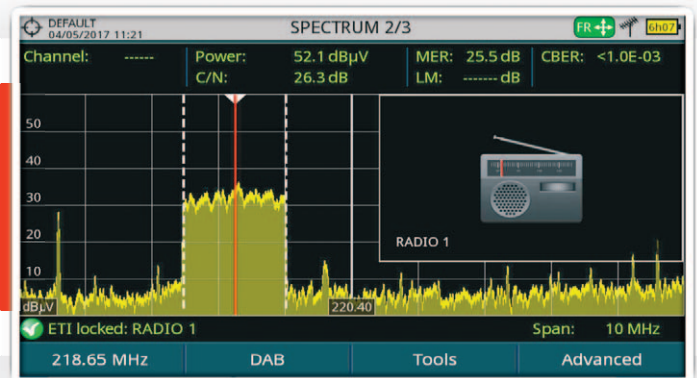 DEFAULT
04/05/2017 11:21
SPECTRUM 2/3
FR
6h07
Channel: ------
Power: 52.1 dBµV
MER: 25.5 dB
CBER: <1.0E-03
C/N: 26.3 dB
LM: ------- dB
50
40
30
20
10
dBµV
220.40
RADIO 1
ETI locked: RADIO 1
Span: 10 MHz
218.65 MHz
DAB
Tools
Advanced